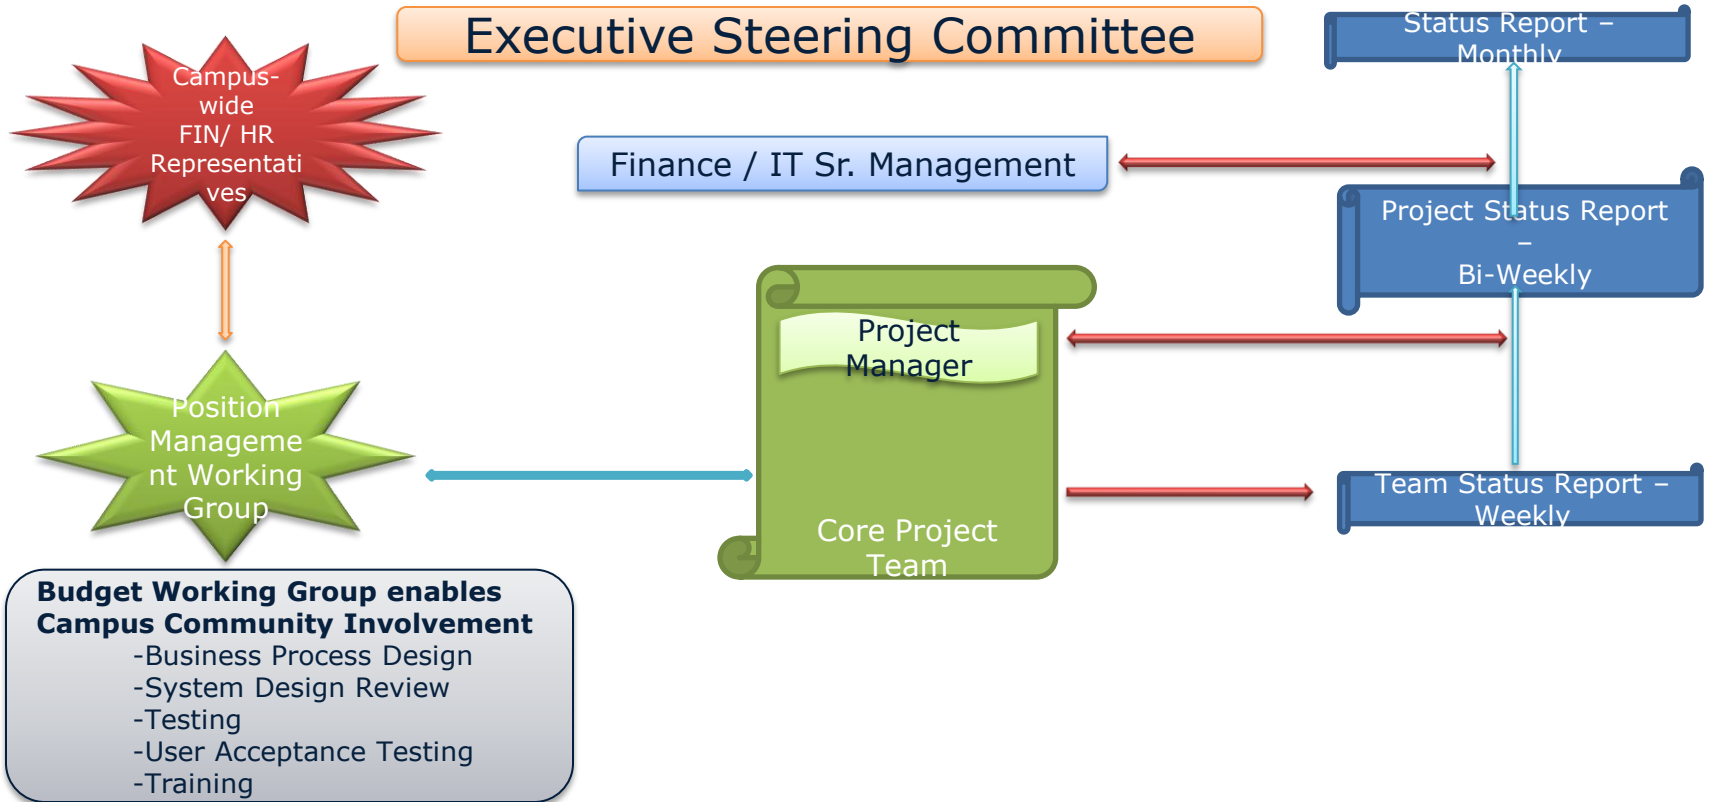 Executive Steering Committee
Status Report –
Monthly
Campus-
wide
FIN/ HR
Representati
ves
Finance / IT Sr. Management
Project Status Report
–
Bi-Weekly
Project
Manager
Position
Manageme
nt Working
Group
Core Project
Team
Team Status Report –
Weekly
Budget Working Group enables
Campus Community Involvement
-Business Process Design
-System Design Review
-Testing
-User Acceptance Testing
-Training